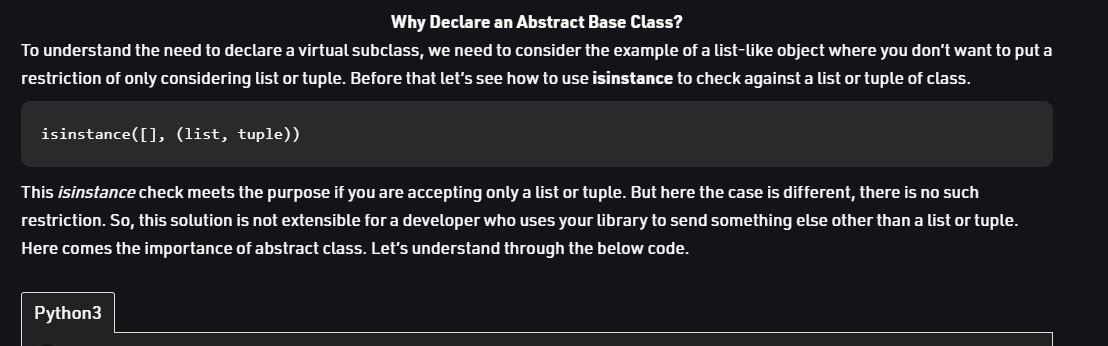 Why Declare an Abstract Base Class?
To understand the need to declare a virtual subclass, we need to consider the example of a list-like object where you don't want to put a
restriction of only considering list or tuple. Before that let's see how to use isinstance to check against a list or tuple of class.
isinstance([], (list, tuple))
This isinstance check meets the purpose if you are accepting only a list or tuple. But here the case is different, there is no such
restriction. So, this solution is not extensible for a developer who uses your library to send something else other than a list or tuple.
Here comes the importance of abstract class. Let's understand through the below code.
Python3